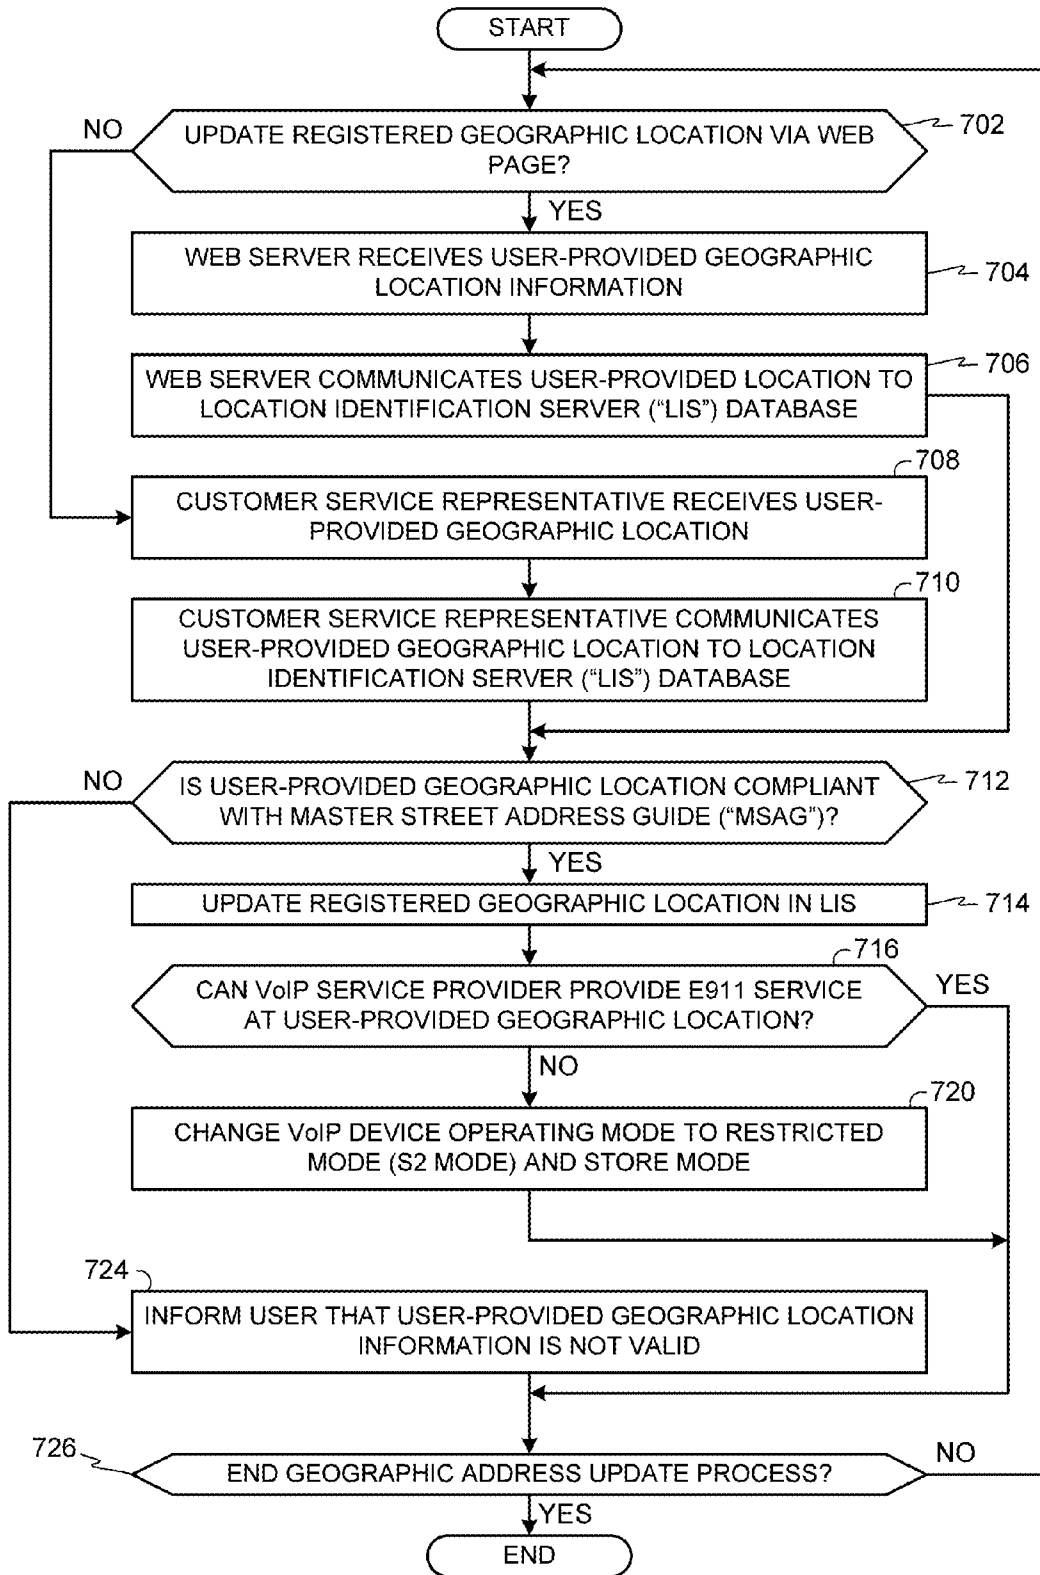 START
NO
UPDATE REGISTERED GEOGRAPHIC LOCATION VIA WEB
PAGE?
702
YES
WEB SERVER RECEIVES USER-PROVIDED GEOGRAPHIC
LOCATION INFORMATION
704
WEB SERVER COMMUNICATES USER-PROVIDED LOCATION TO
LOCATION IDENTIFICATION SERVER (“LIS”) DATABASE
706
708
CUSTOMER SERVICE REPRESENTATIVE RECEIVES USER-
PROVIDED GEOGRAPHIC LOCATION
710
CUSTOMER SERVICE REPRESENTATIVE COMMUNICATES
USER-PROVIDED GEOGRAPHIC LOCATION TO LOCATION
IDENTIFICATION SERVER (“LIS”) DATABASE
NO
IS USER-PROVIDED GEOGRAPHIC LOCATION COMPLIANT
WITH MASTER STREET ADDRESS GUIDE (“MSAG”)?
712
YES
UPDATE REGISTERED GEOGRAPHIC LOCATION IN LIS
714
716
CAN VoIP SERVICE PROVIDER PROVIDE E911 SERVICE
AT USER-PROVIDED GEOGRAPHIC LOCATION?
YES
NO
720
CHANGE VoIP DEVICE OPERATING MODE TO RESTRICTED
MODE (S2 MODE) AND STORE MODE
724
INFORM USER THAT USER-PROVIDED GEOGRAPHIC LOCATION
INFORMATION IS NOT VALID
726
END GEOGRAPHIC ADDRESS UPDATE PROCESS?
NO
YES
END